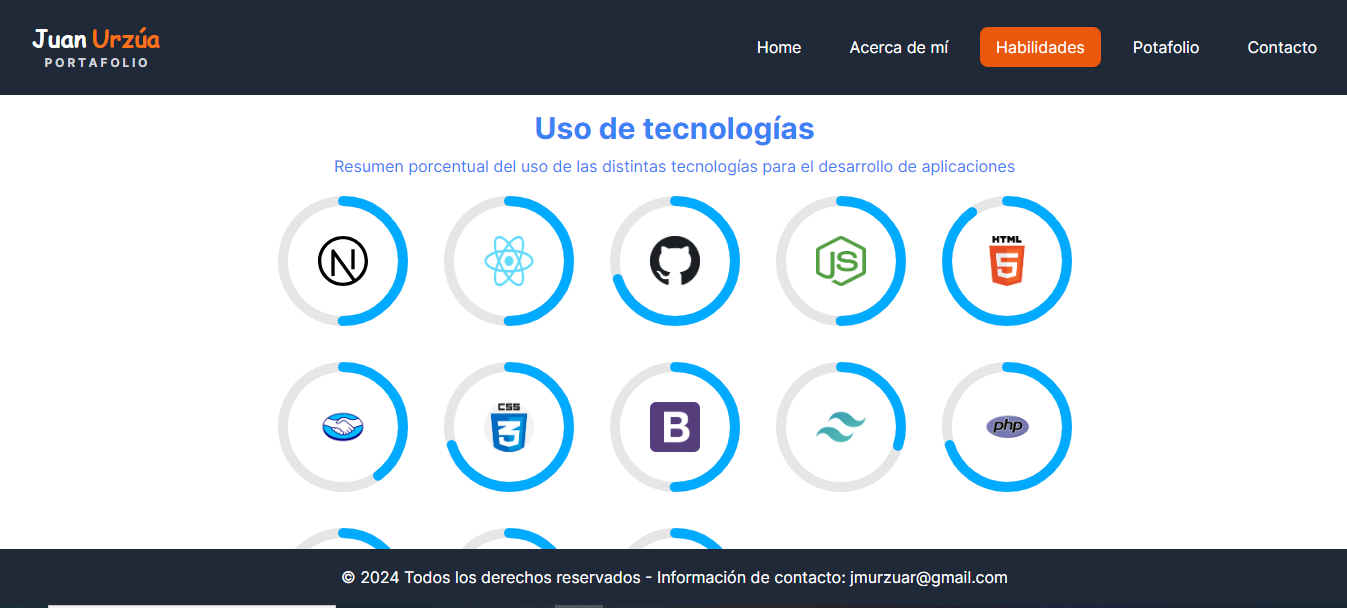 Juan Urzúa
PORTAFOLIO
Home Acerca de mí Habilidades Potafolio Contacto
Uso de tecnologías
Resumen porcentual del uso de las distintas tecnologías para el desarrollo de aplicaciones
N JS HTML 5
CSS 3 B php
© 2024 Todos los derechos reservados - Información de contacto: jmurzuar@gmail.com